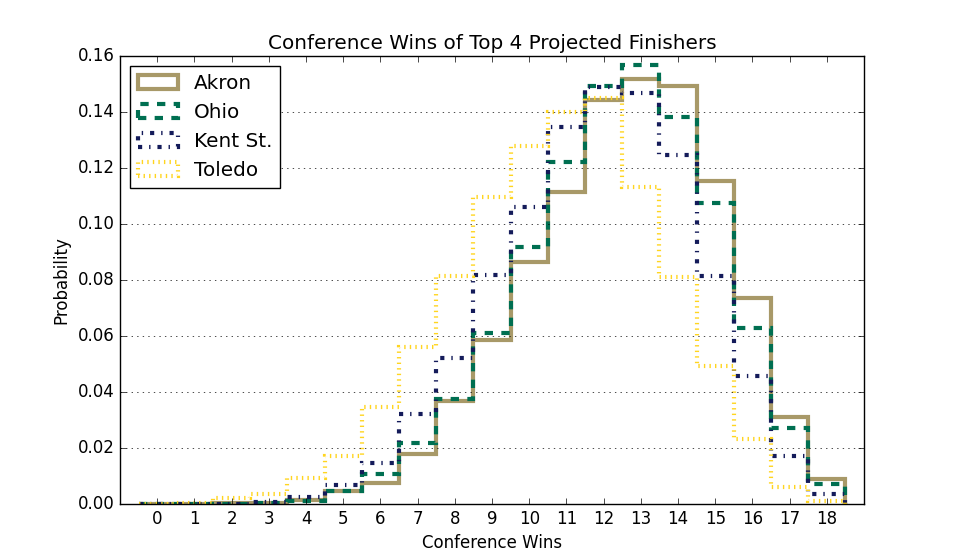 Conference Wins of Top 4 Projected Finishers
0.16
0.14
0.12
0.10
0.08
0.06
0.04
0.02
0.00
Probability
Akron
Ohio
Kent St.
Toledo
0 1 2 3 4 5 6 7 8 9 10 11 12 13 14 15 16 17 18
Conference Wins